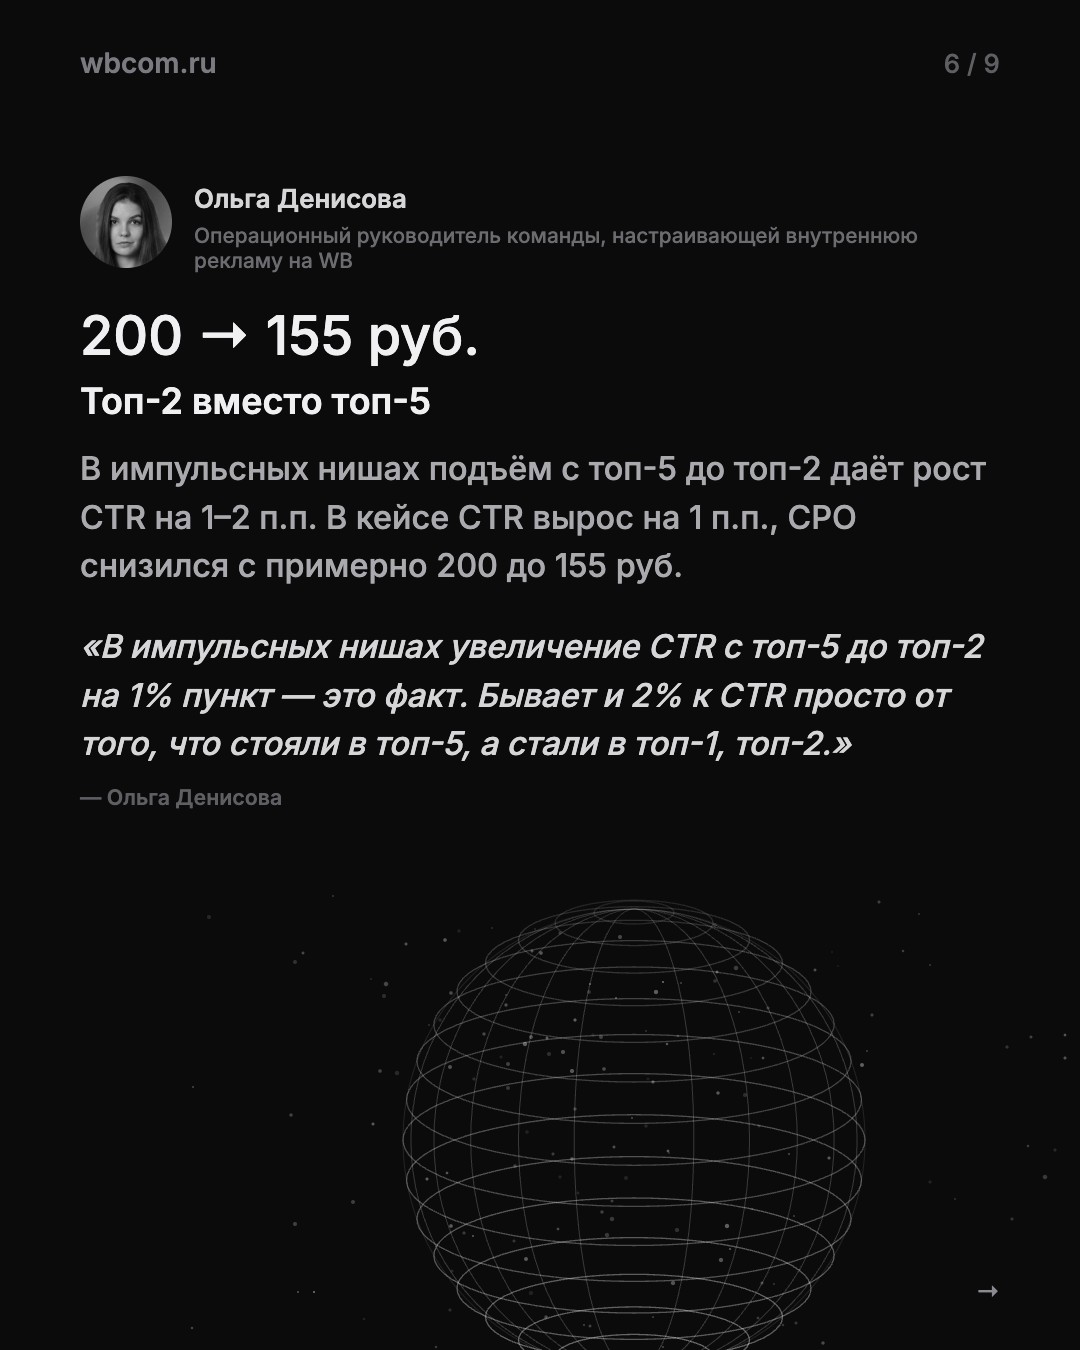 wbcom.ru
6 / 9
Ольга Денисова
Операционный руководитель команды, настраивающей внутреннюю
рекламу на WB
200 → 155 руб.
Топ-2 вместо топ-5
В импульсных нишах подъём с топ-5 до топ-2 даёт рост
CTR на 1–2 п.п. В кейсе CTR вырос на 1 п.п., CPO
снизился с примерно 200 до 155 руб.
«В импульсных нишах увеличение CTR с топ-5 до топ-2
на 1% пункт — это факт. Бывает и 2% к CTR просто от
того, что стояли в топ-5, а стали в топ-1, топ-2.»
— Ольга Денисова
→